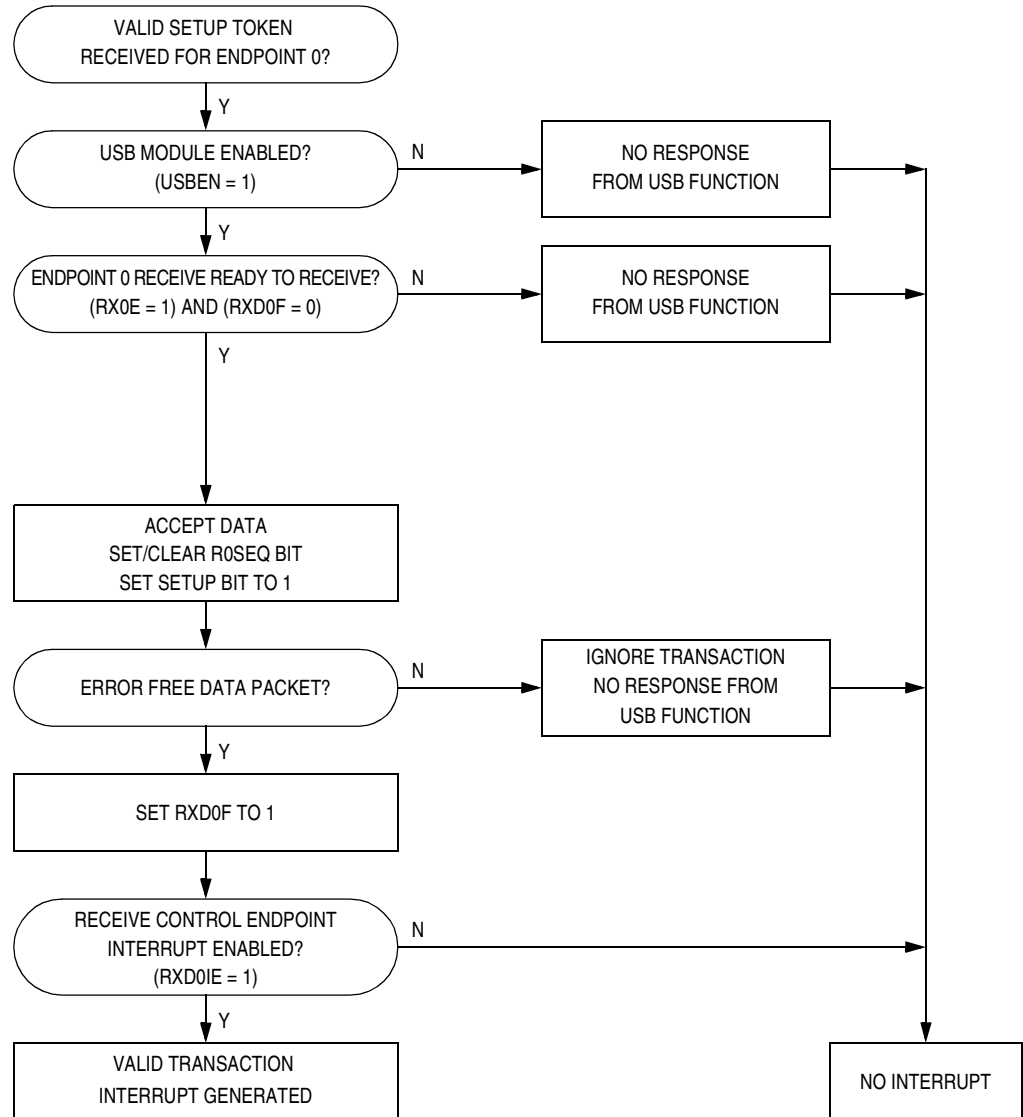 VALID SETUP TOKEN
RECEIVED FOR ENDPOINT 0?
Y
USB MODULE ENABLED?
(USBEN = 1)
N
NO RESPONSE
FROM USB FUNCTION
Y
ENDPOINT 0 RECEIVE READY TO RECEIVE?
(RX0E = 1) AND (RXD0F = 0)
N
NO RESPONSE
FROM USB FUNCTION
Y
ACCEPT DATA
SET/CLEAR R0SEQ BIT
SET SETUP BIT TO 1
ERROR FREE DATA PACKET?
N
IGNORE TRANSACTION
NO RESPONSE FROM
USB FUNCTION
Y
SET RXD0F TO 1
RECEIVE CONTROL ENDPOINT
INTERRUPT ENABLED?
(RXD0IE = 1)
N
Y
VALID TRANSACTION
INTERRUPT GENERATED
NO INTERRUPT